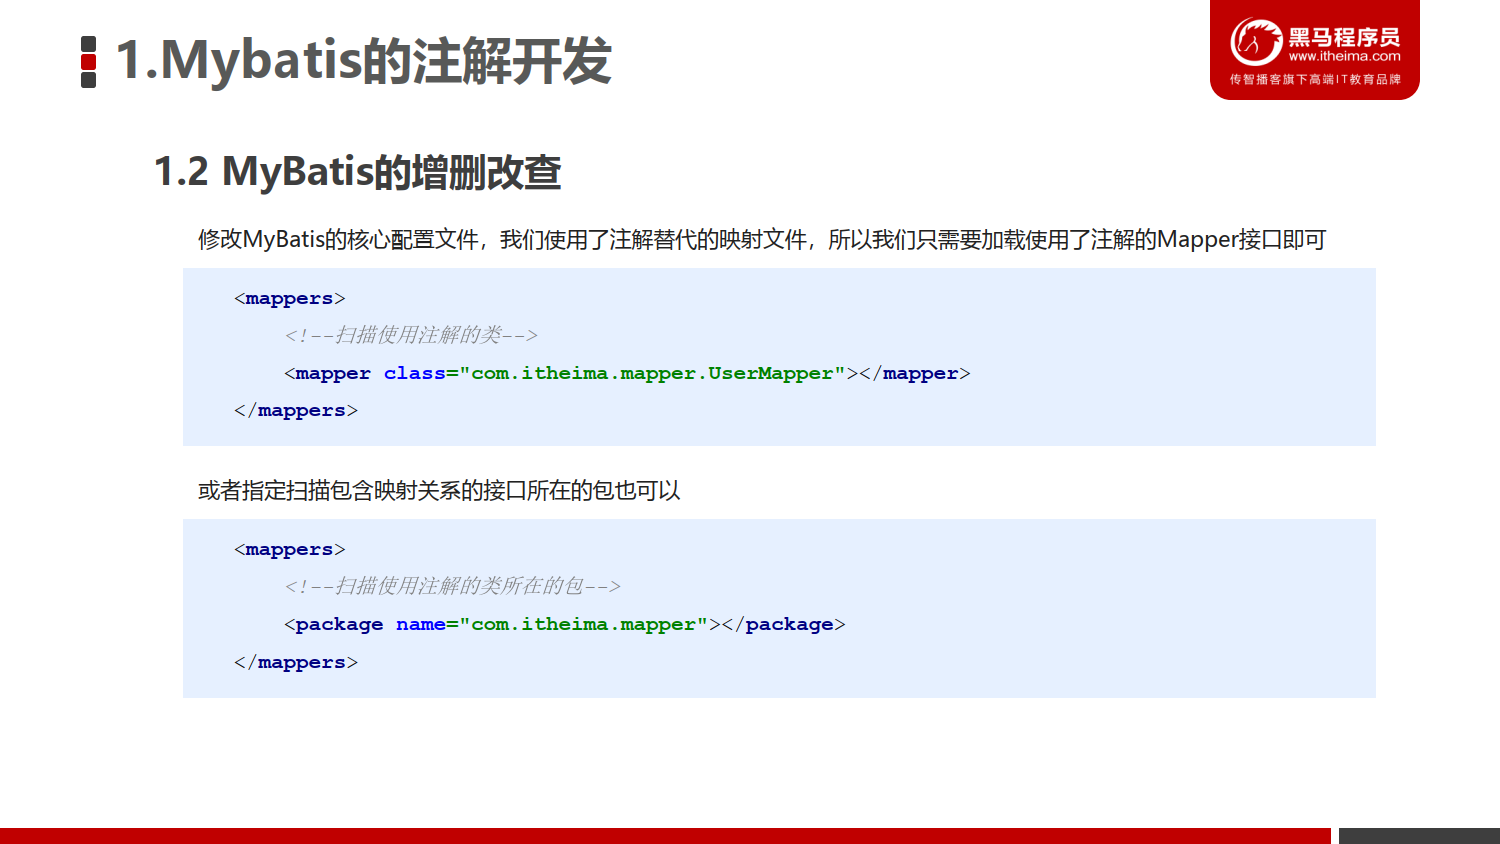 1.Mybatis的注解开发
黑马程序员
www.itheima.com
传智播客旗下高端IT教育品牌
1.2 MyBatis的增删改查
修改MyBatis的核心配置文件，我们使用了注解替代的映射文件，所以我们只需要加载使用了注解的Mapper接口即可
<mappers>
<!--扫描使用注解的类-->
<mapper class="com.itheima.mapper.UserMapper"></mapper>
</mappers>
或者指定扫描包含映射关系的接口所在的包也可以
<mappers>
<!--扫描使用注解的类所在的包-->
<package name="com.itheima.mapper"></package>
</mappers>